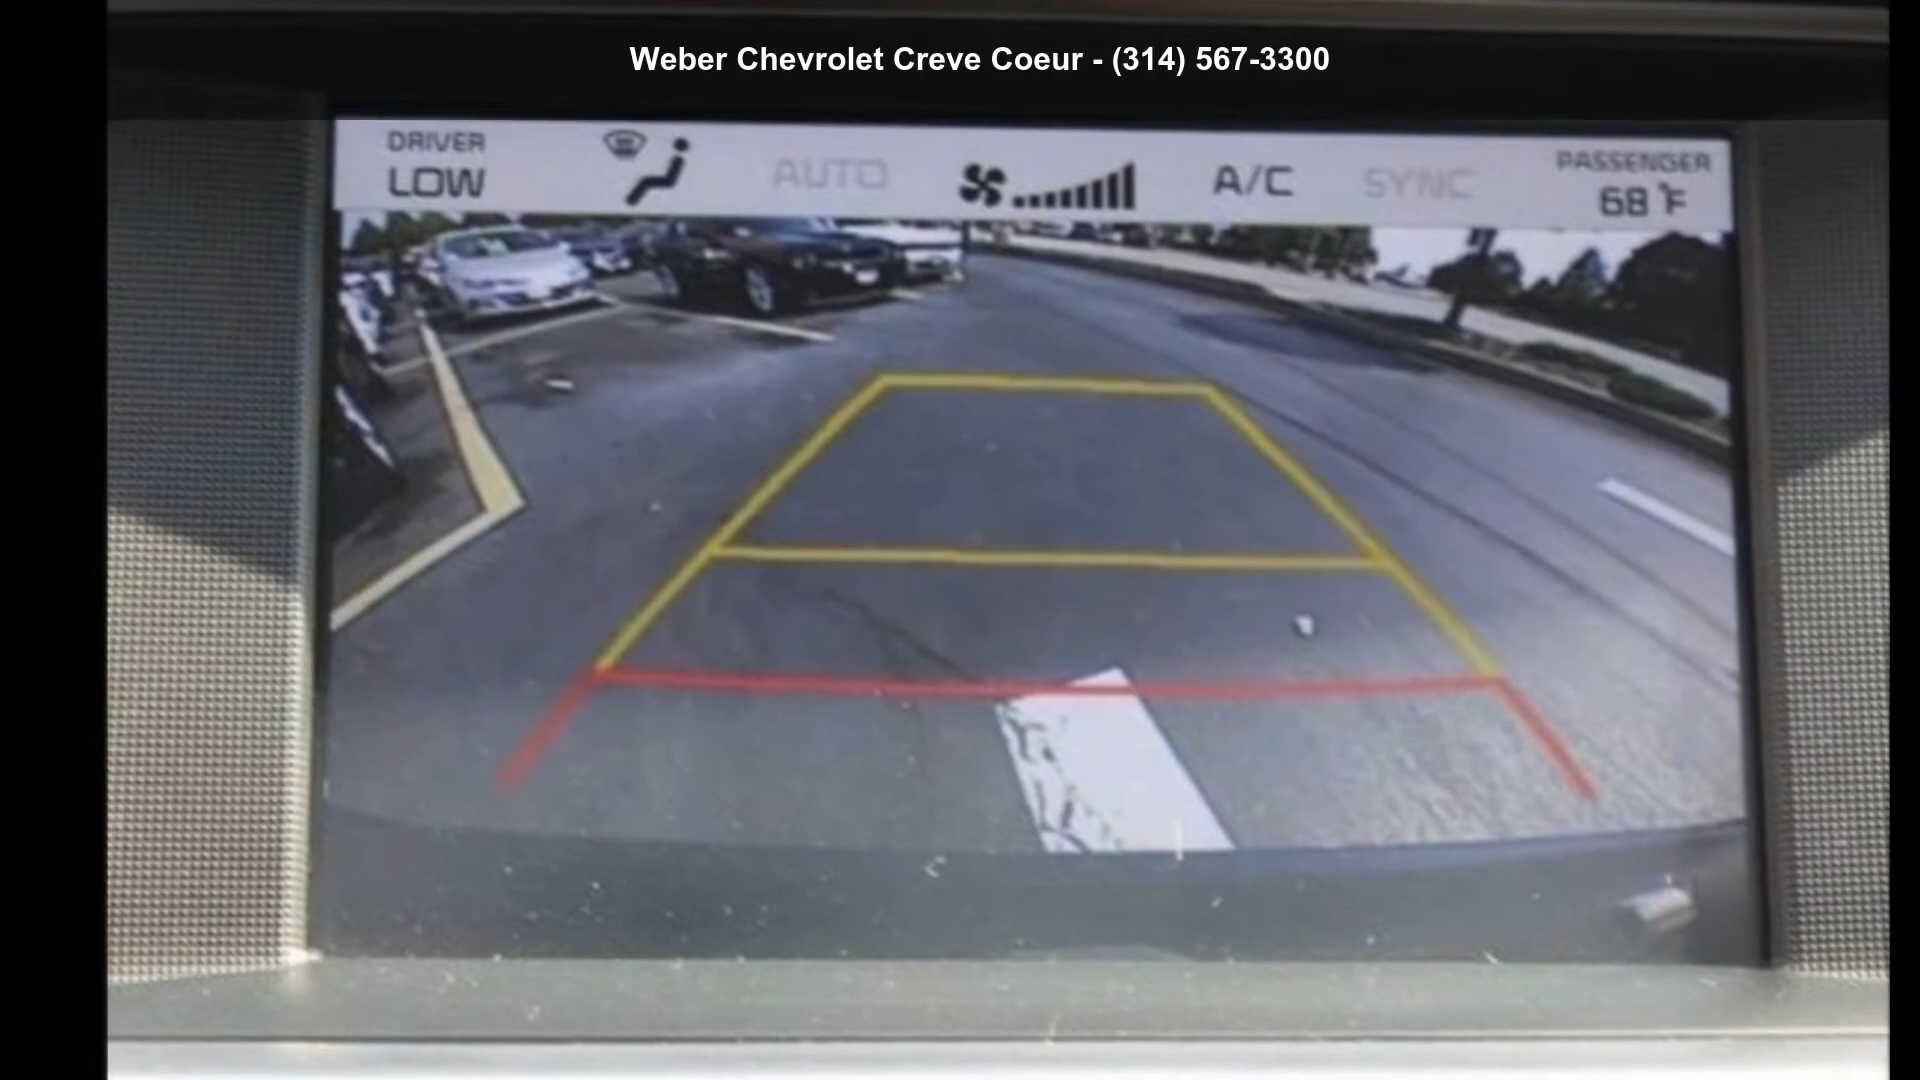 Weber Chevrolet Creve Coeur - (314) 567-3300
DRIVER
LOW
AUTO
A/C
SYNC
PASSENGER
68°F